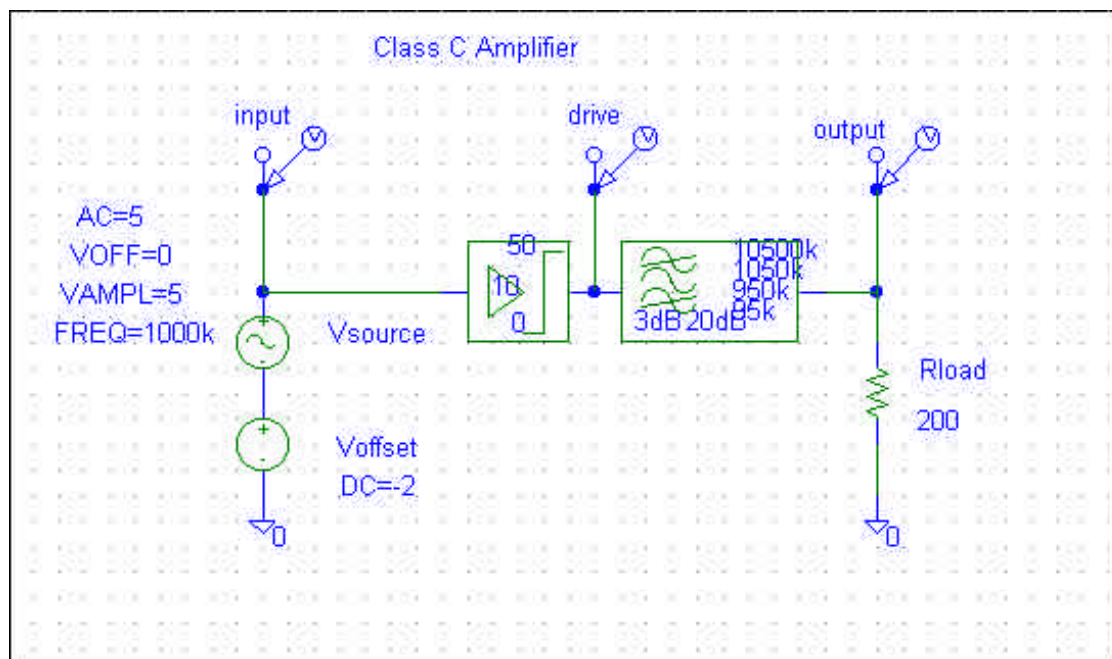 Class C Amplifier
input
drive
output
AC=5
VOFF=0
VAMPL=5
FREQ=1000k
Vsource
50
10
0
10500k
1050k
950k
95k
3dB 20dB
Rload
200
Voffset
DC=-2
0
0